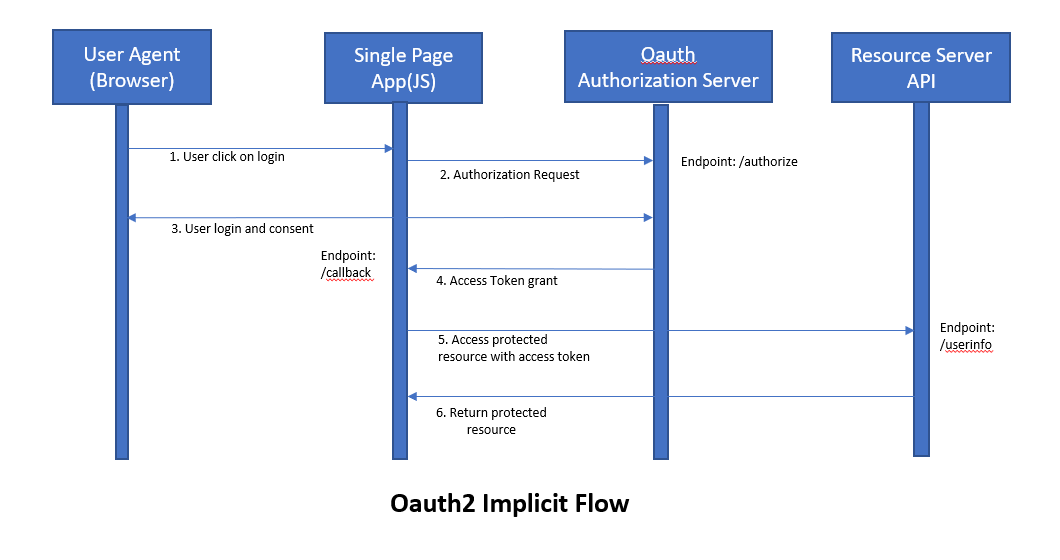 User Agent
(Browser)
Single Page
App(JS)
Oauth
Authorization Server
Resource Server
API
1. User click on login
2. Authorization Request
Endpoint: /authorize
3. User login and consent
Endpoint:
/callback
4. Access Token grant
5. Access protected
resource with access token
Endpoint:
/userinfo
6. Return protected
resource
Oauth2 Implicit Flow